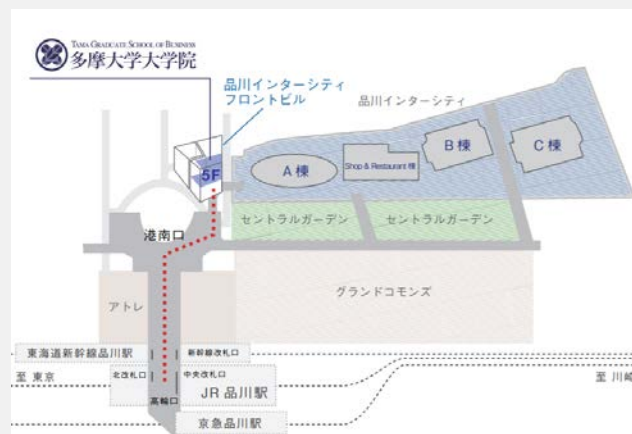 TAMA GRADUATE SCHOOL OF BUSINESS
多摩大学大学院
品川インターシティ
フロントビル
品川インターシティ
5F
A棟
Shop & Restaurant 棟
B棟
C棟
港南口
セントラルガーデン
セントラルガーデン
アトレ
グランドコモンズ
東海道新幹線品川駅
新幹線改札口
至 東京
北改札口
中央改札口
JR 品川駅
至 川崎
高輪口
京急品川駅